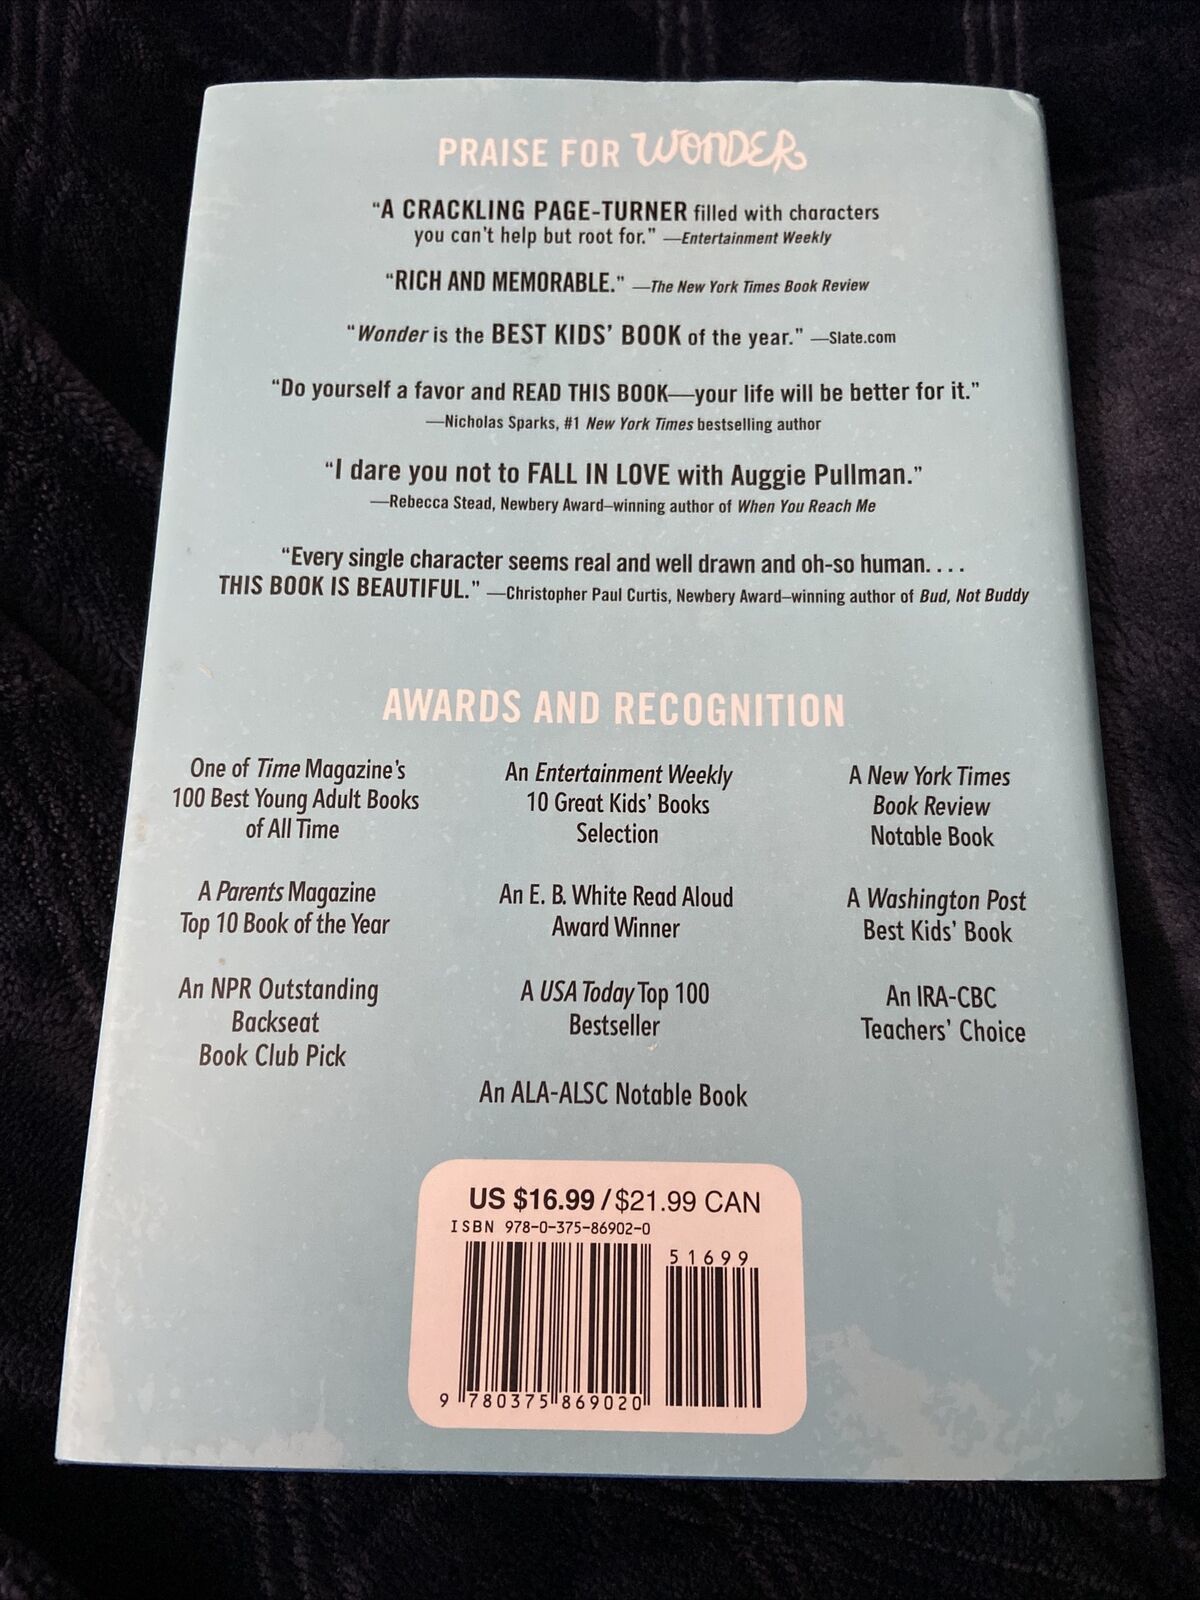 PRAISE FOR WONDER
“A CRACKLING PAGE-TURNER filled with characters
you can't help but root for.” —Entertainment Weekly
“RICH AND MEMORABLE.” —The New York Times Book Review
“Wonder is the BEST KIDS’ BOOK of the year.” —Slate.com
“Do yourself a favor and READ THIS BOOK—your life will be better for it.”
—Nicholas Sparks, #1 New York Times bestselling author
“I dare you not to FALL IN LOVE with Auggie Pullman.”
—Rebecca Stead, Newbery Award–winning author of When You Reach Me
“Every single character seems real and well drawn and oh-so human. . . .
THIS BOOK IS BEAUTIFUL.” —Christopher Paul Curtis, Newbery Award–winning author of Bud, Not Buddy
AWARDS AND RECOGNITION
One of Time Magazine’s
100 Best Young Adult Books
of All Time
An Entertainment Weekly
10 Great Kids’ Books
Selection
A New York Times
Book Review
Notable Book
A Parents Magazine
Top 10 Book of the Year
An E. B. White Read Aloud
Award Winner
A Washington Post
Best Kids’ Book
An NPR Outstanding
Backseat
Book Club Pick
A USA Today Top 100
Bestseller
An IRA-CBC
Teachers’ Choice
An ALA-ALSC Notable Book
US $16.99 / $21.99 CAN
ISBN 978-0-375-86902-0
51699
9 780375 869020